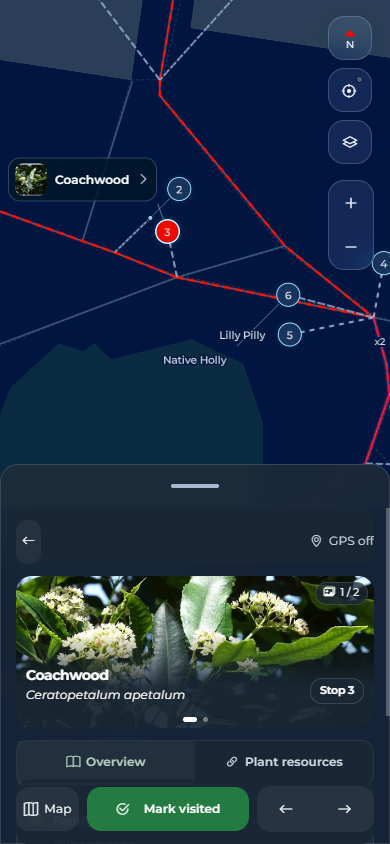 N
Coachwood
2
3
4
6
Lilly Pilly
5
x2
Native Holly
GPS off
1/2
Coachwood
Ceratopetalum apetalum
Stop 3
Overview
Plant resources
Map
Mark visited